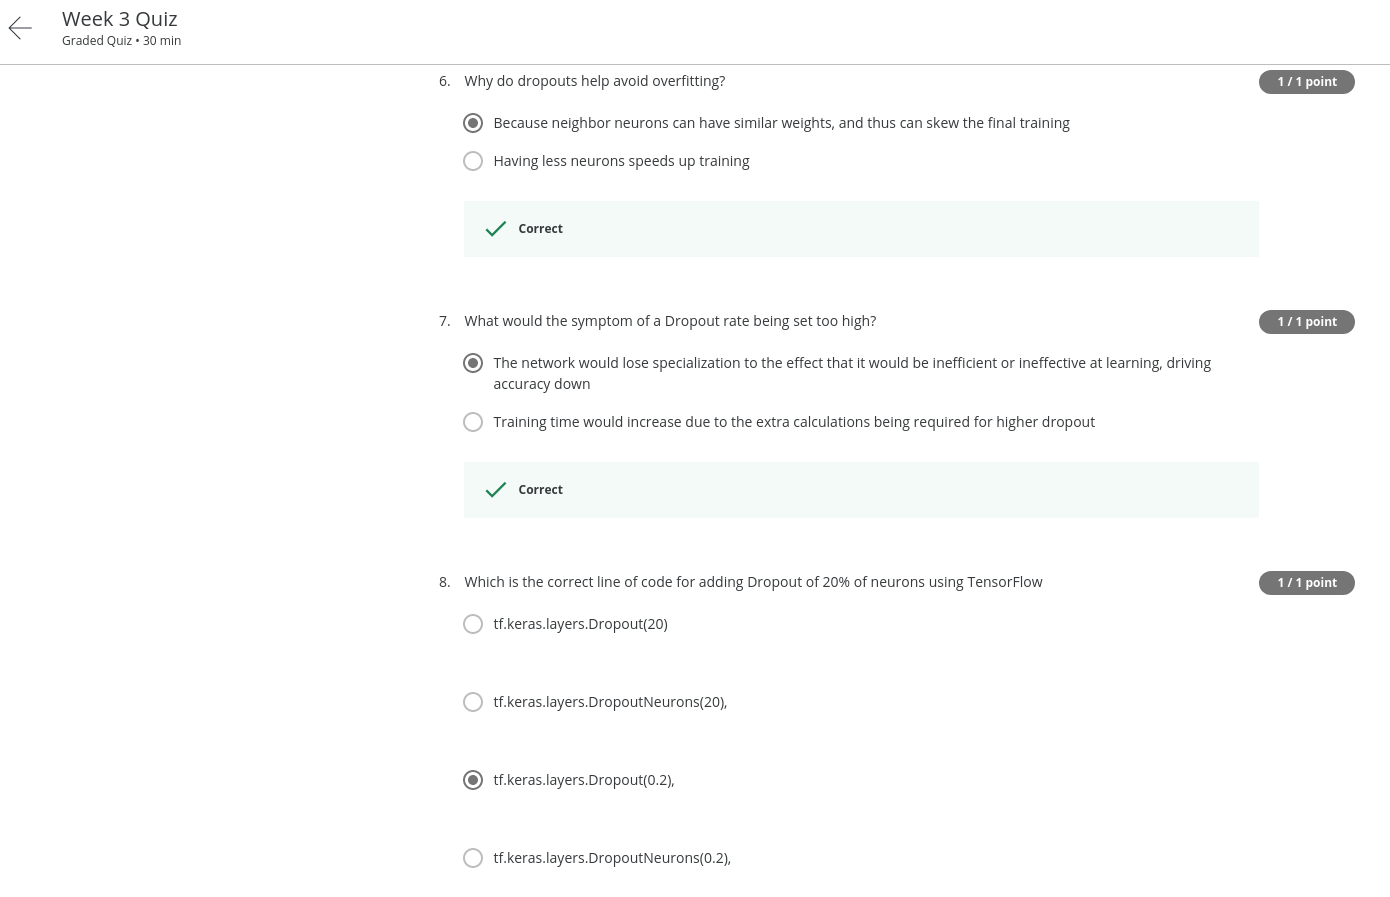 Week 3 Quiz
Graded Quiz • 30 min
6. Why do dropouts help avoid overfitting?
1 / 1 point
Because neighbor neurons can have similar weights, and thus can skew the final training
Having less neurons speeds up training
Correct
7. What would the symptom of a Dropout rate being set too high?
1 / 1 point
The network would lose specialization to the effect that it would be inefficient or ineffective at learning, driving
accuracy down
Training time would increase due to the extra calculations being required for higher dropout
Correct
8. Which is the correct line of code for adding Dropout of 20% of neurons using TensorFlow
1 / 1 point
tf.keras.layers.Dropout(20)
tf.keras.layers.DropoutNeurons(20),
tf.keras.layers.Dropout(0.2),
tf.keras.layers.DropoutNeurons(0.2),